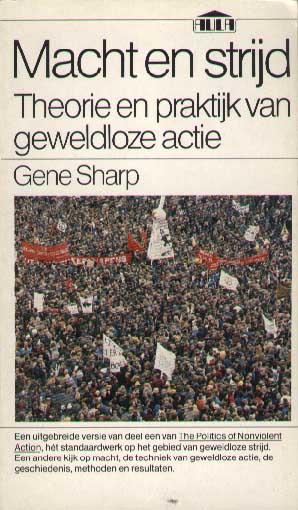 AULA
Macht en strijd
Theorie en praktijk van
geweldloze actie
Gene Sharp
Een uitgebreide versie van deel een van The Politics of Nonviolent
Action, hét standaardwerk op het gebied van geweldloze strijd.
Een andere kijk op macht, de techniek van geweldloze actie, de
geschiedenis, methoden en resultaten.